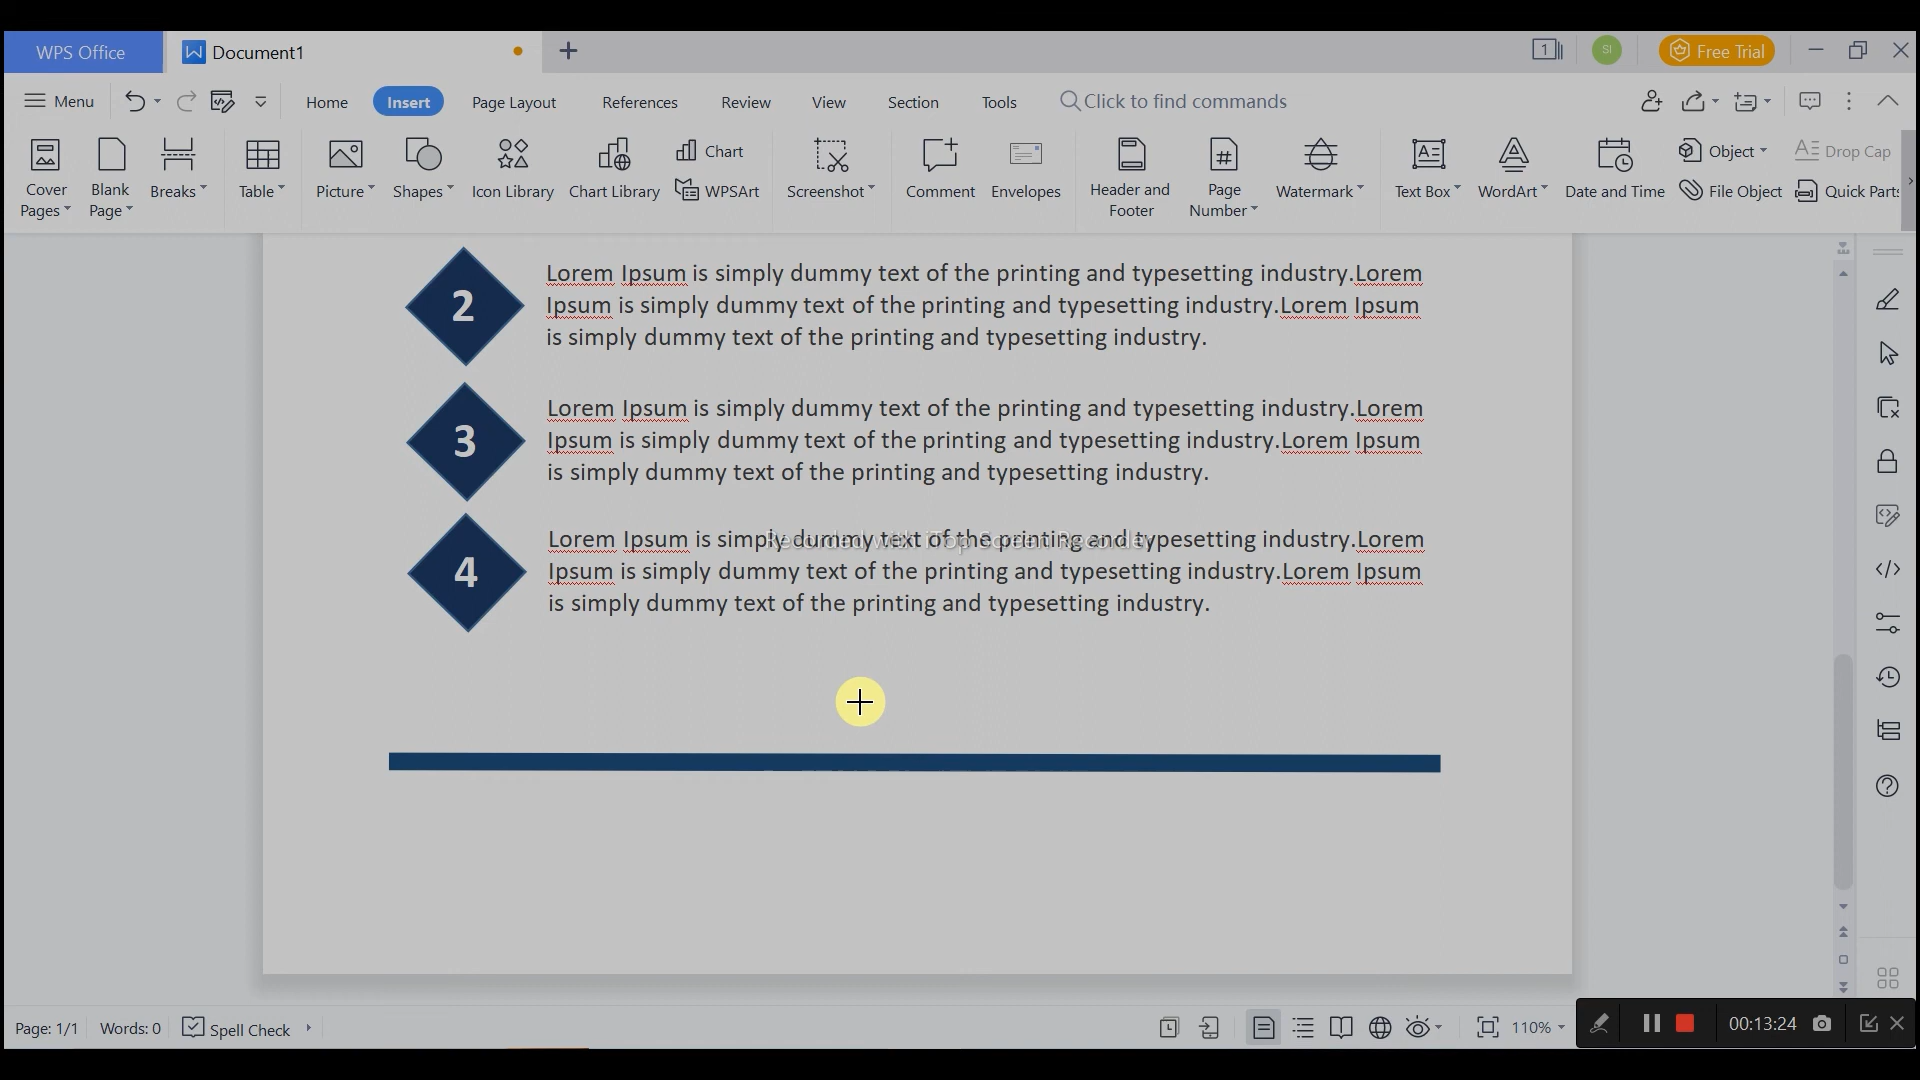 WPS Office
Document1
1
SI
Free Trial
Menu
Home
Insert
Page Layout
References
Review
View
Section
Tools
Click to find commands
Cover Pages
Blank Page
Breaks
Table
Picture
Shapes
Icon Library
Chart Library
Chart
WPSArt
Screenshot
Comment
Envelopes
Header and Footer
Page Number
Watermark
Text Box
WordArt
Date and Time
Object
File Object
Drop Cap
Quick Parts
2
Lorem Ipsum is simply dummy text of the printing and typesetting industry.Lorem
Ipsum is simply dummy text of the printing and typesetting industry.Lorem Ipsum
is simply dummy text of the printing and typesetting industry.
3
Lorem Ipsum is simply dummy text of the printing and typesetting industry.Lorem
Ipsum is simply dummy text of the printing and typesetting industry.Lorem Ipsum
is simply dummy text of the printing and typesetting industry.
4
Lorem Ipsum is simply dummy text of the printing and typesetting industry.Lorem
Recorded with iTop Screen Recorder
Ipsum is simply dummy text of the printing and typesetting industry.Lorem Ipsum
is simply dummy text of the printing and typesetting industry.
Page: 1/1
Words: 0
Spell Check
110%
00:13:24